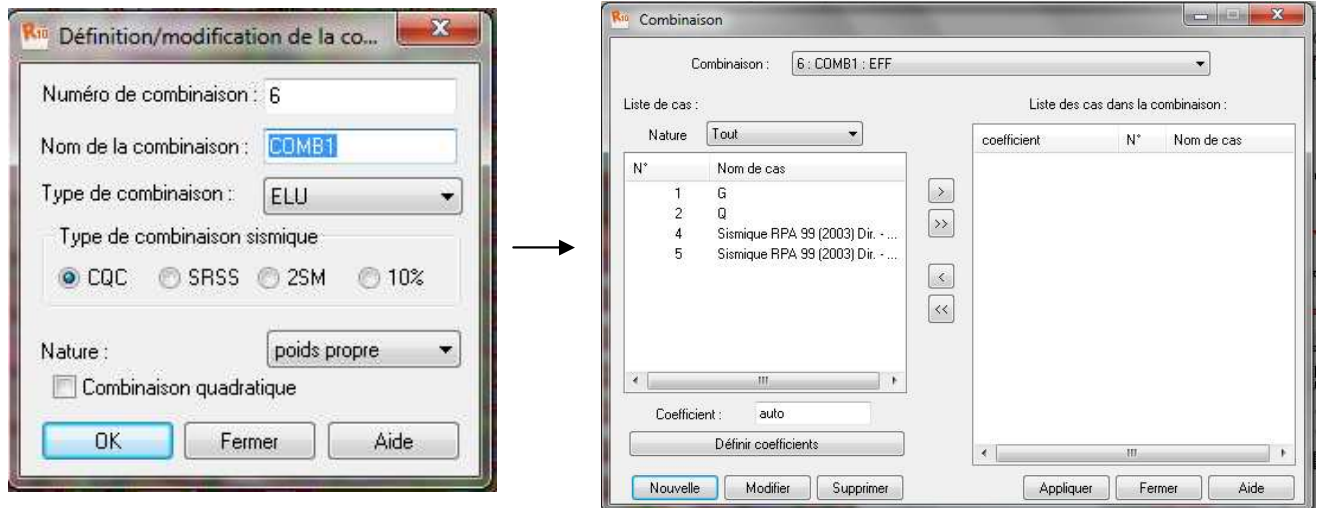 Définition/modification de la co...
Numéro de combinaison : 6
Nom de la combinaison : COMB1
Type de combinaison : ELU
Type de combinaison sismique
CQC SRSS 2SM 10%
Nature : poids propre
Combinaison quadratique
OK Fermer Aide
Combinaison
Combinaison : 6 : COMB1 : EFF
Liste de cas :
Nature Tout
N° Nom de cas
1 G
2 Q
4 Sismique RPA 99 (2003) Dir. - ...
5 Sismique RPA 99 (2003) Dir. - ...
Coefficient : auto
Définir coefficients
> 
>>
<
<<
Liste des cas dans la combinaison :
coefficient N° Nom de cas
Nouvelle Modifier Supprimer Appliquer Fermer Aide